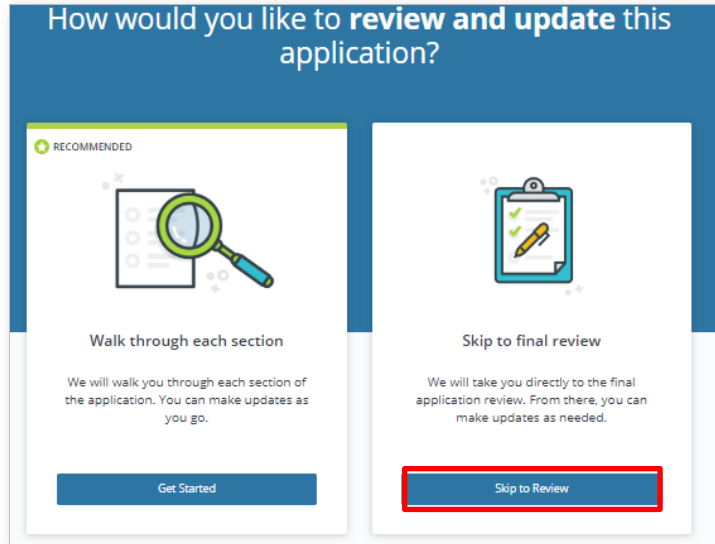 How would you like to review and update this
application?
RECOMMENDED
Walk through each section
We will walk you through each section of
the application. You can make updates as
you go.
Get Started
Skip to final review
We will take you directly to the final
application review. From there, you can
make updates as needed.
Skip to Review